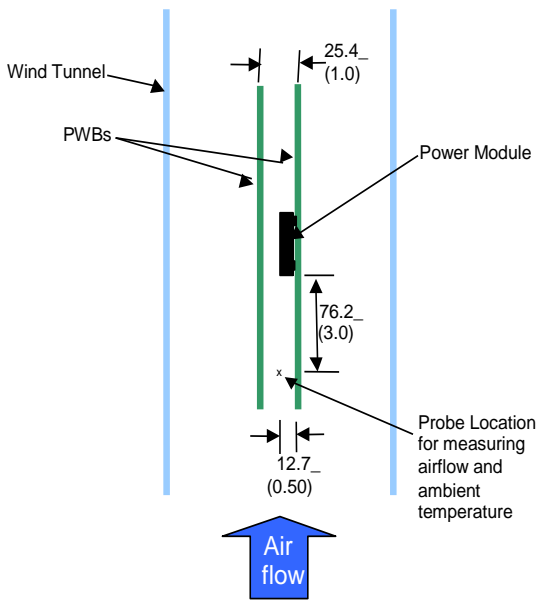 25.4_
(1.0)
Wind Tunnel
PWBs
Power Module
76.2_
(3.0)
x
Probe Location
for measuring
airflow and
ambient
temperature
12.7_
(0.50)
Air
flow